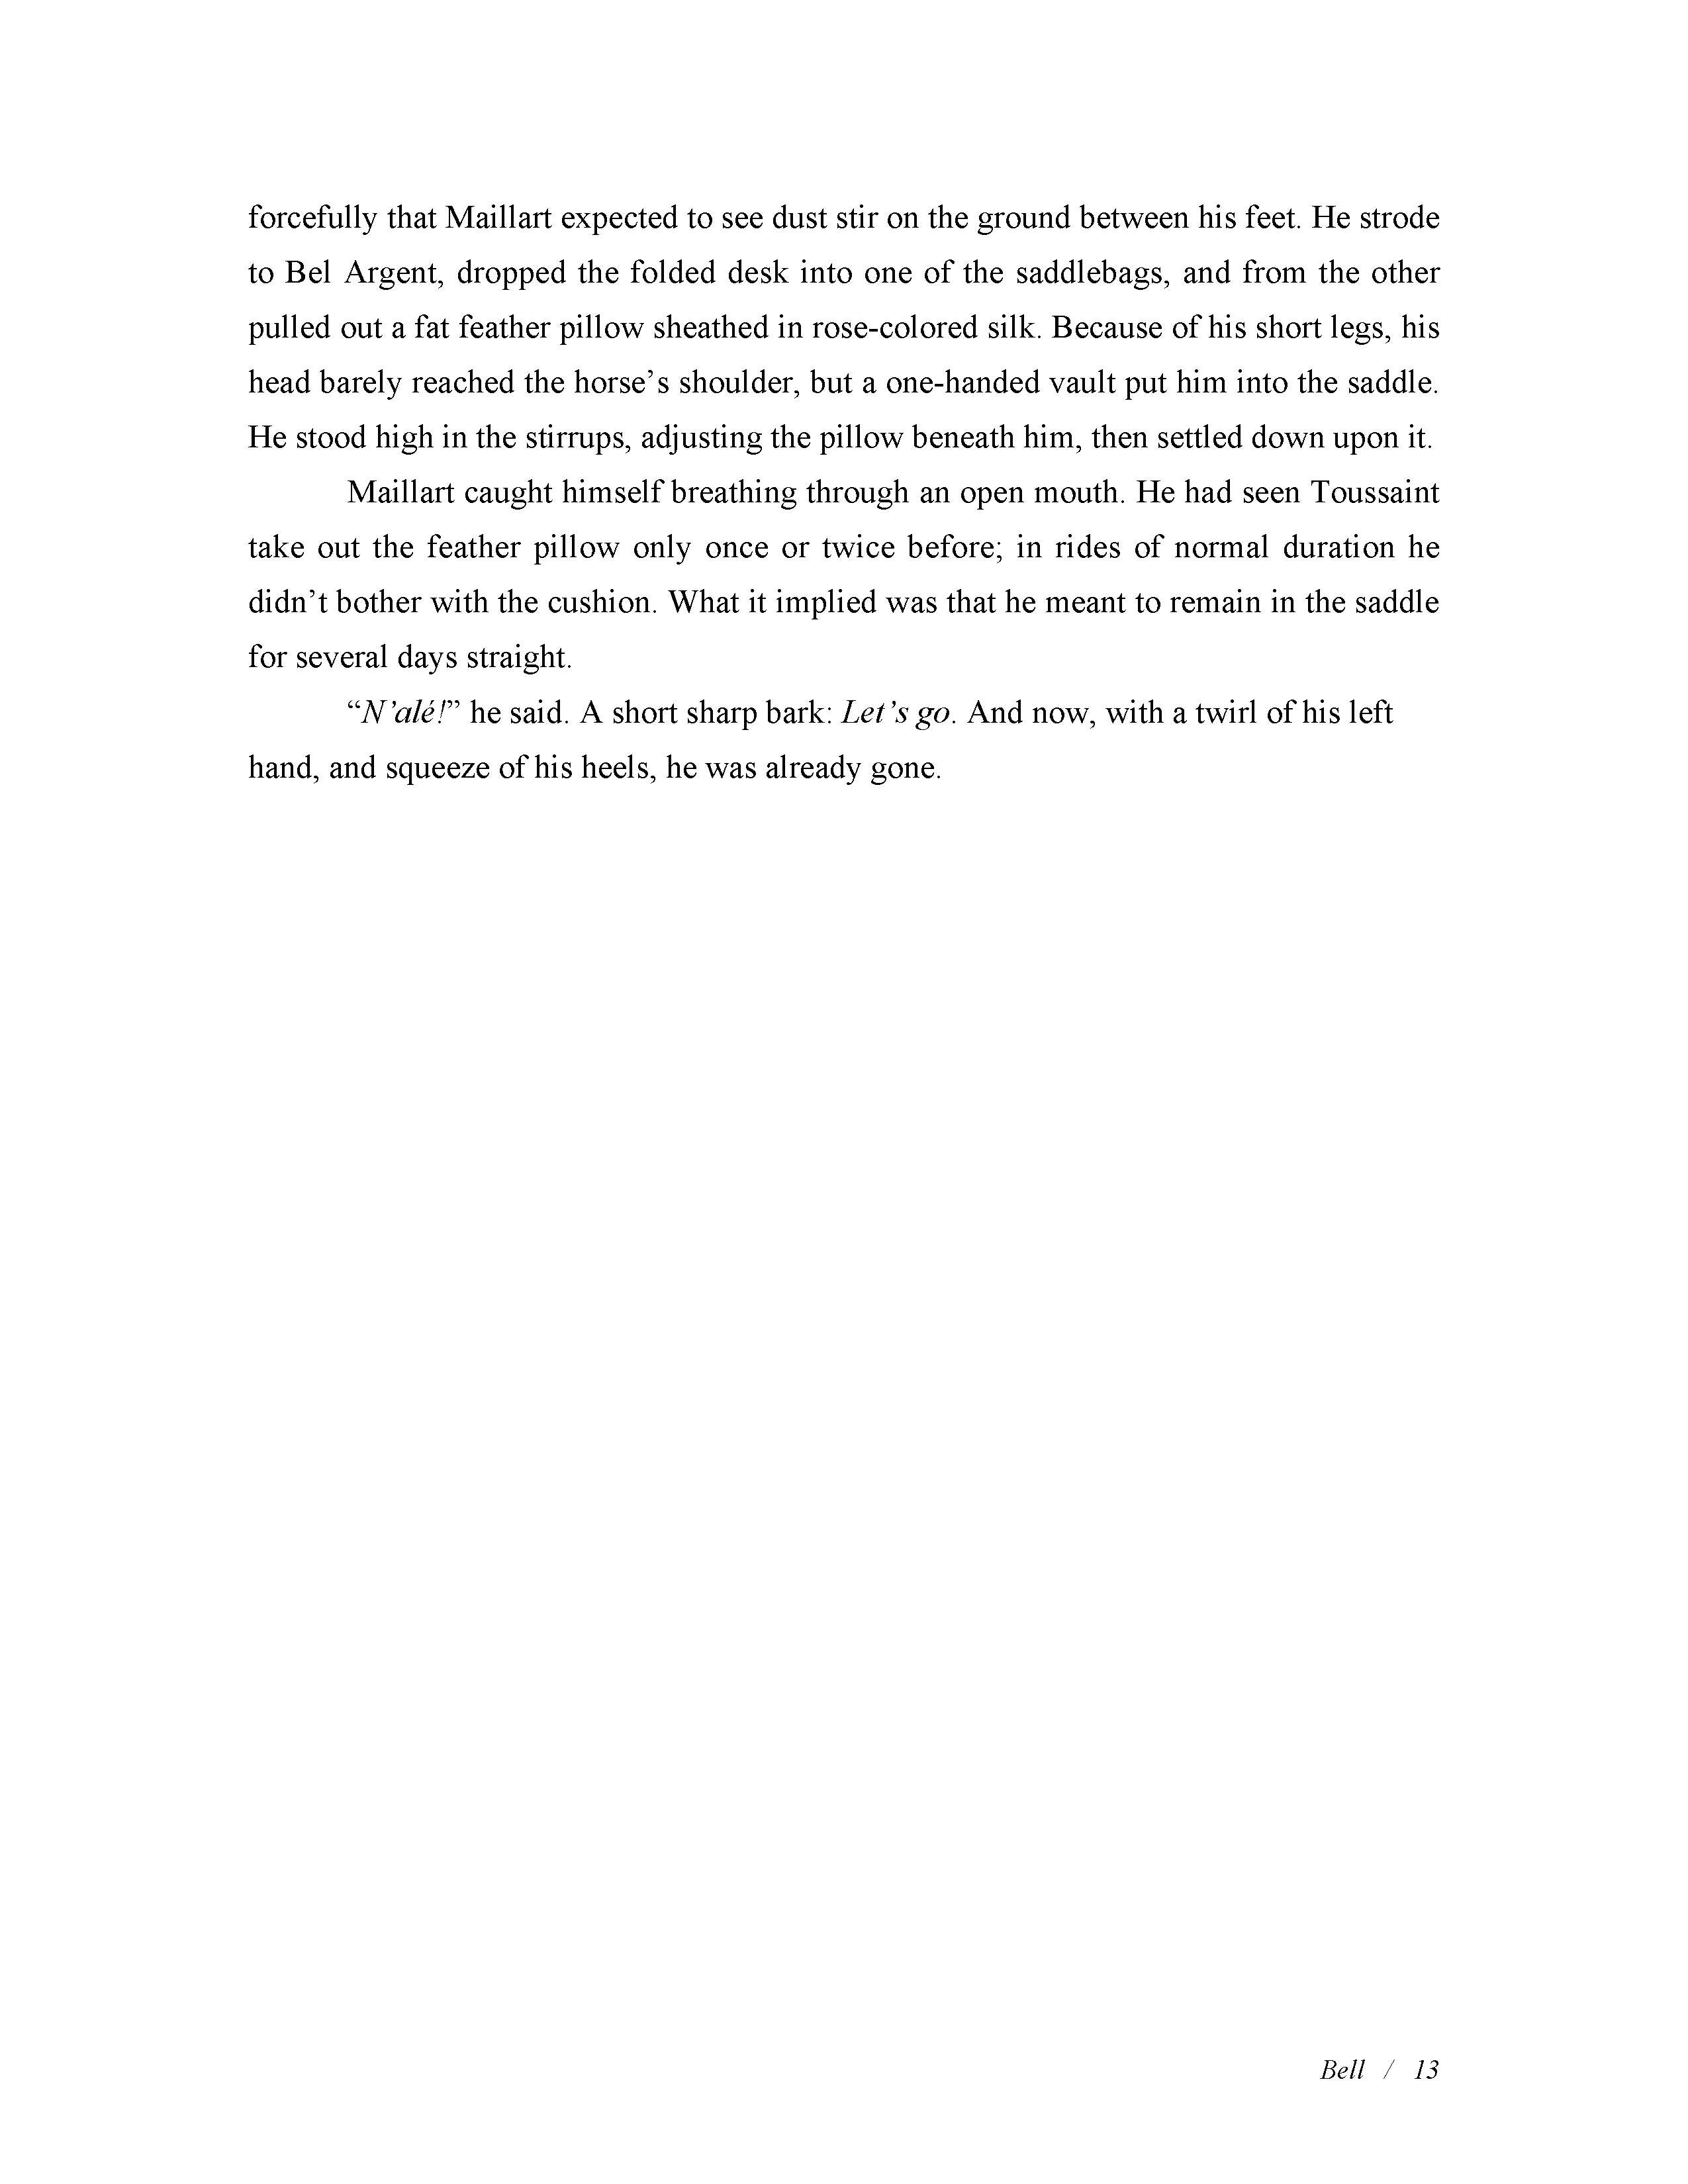 forcefully that Maillart expected to see dust stir on the ground between his feet. He strode
to Bel Argent, dropped the folded desk into one of the saddlebags, and from the other
pulled out a fat feather pillow sheathed in rose-colored silk. Because of his short legs, his
head barely reached the horse’s shoulder, but a one-handed vault put him into the saddle.
He stood high in the stirrups, adjusting the pillow beneath him, then settled down upon it.
Maillart caught himself breathing through an open mouth. He had seen Toussaint
take out the feather pillow only once or twice before; in rides of normal duration he
didn’t bother with the cushion. What it implied was that he meant to remain in the saddle
for several days straight.
“N’alé!” he said. A short sharp bark: Let’s go. And now, with a twirl of his left
hand, and squeeze of his heels, he was already gone.
Bell / 13